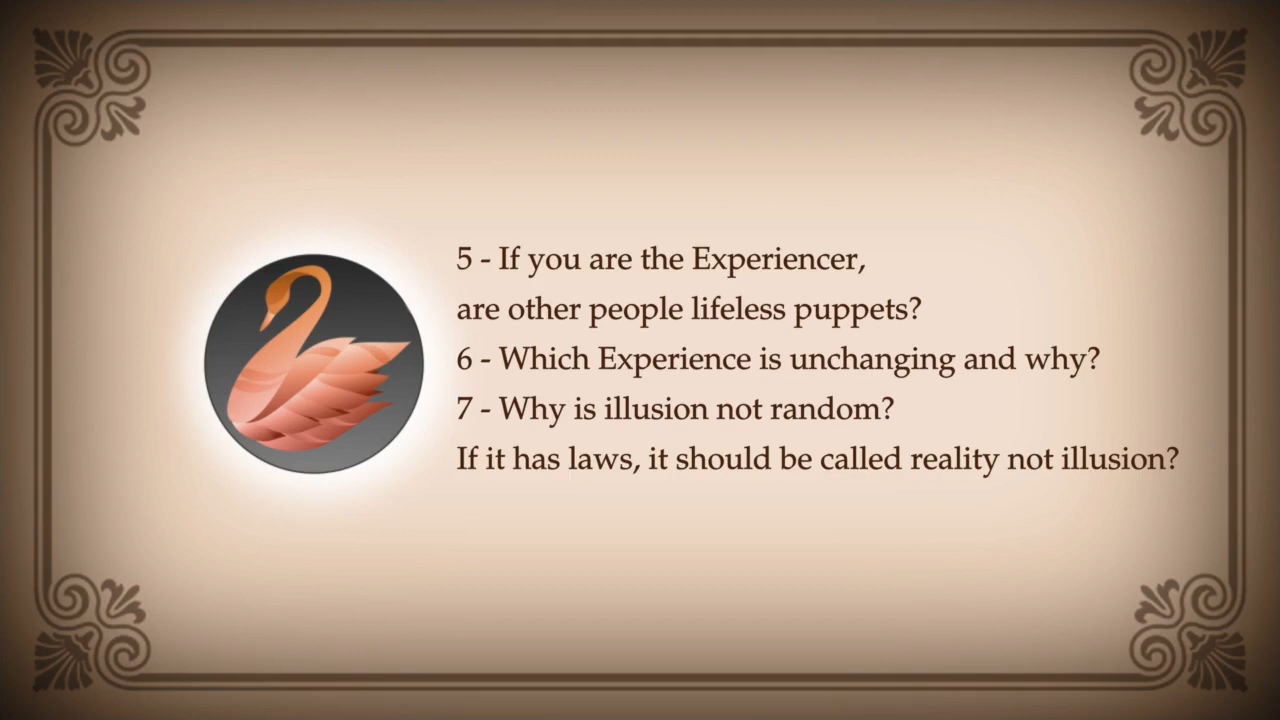 5 - If you are the Experiencer,
are other people lifeless puppets?
6 - Which Experience is unchanging and why?
7 - Why is illusion not random?
If it has laws, it should be called reality not illusion?